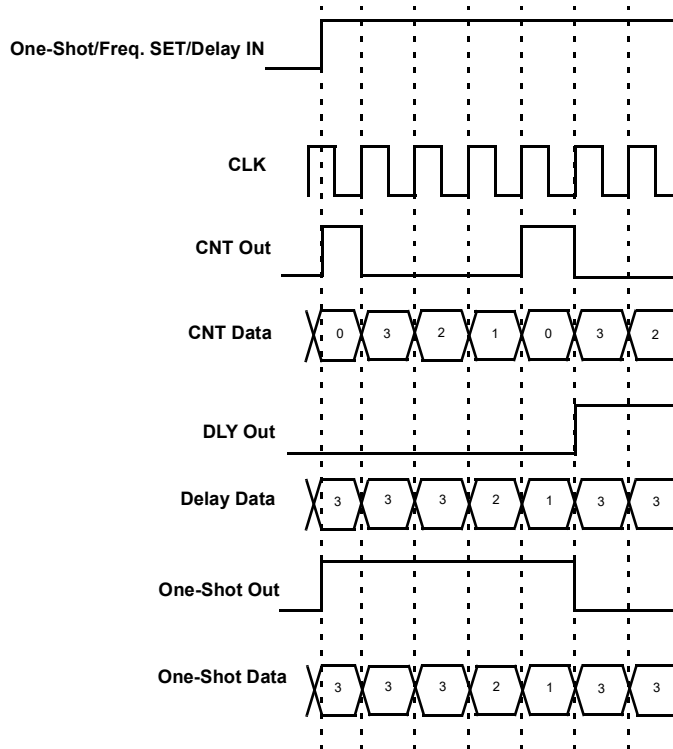 One-Shot/Freq. SET/Delay IN
CLK
CNT Out
CNT Data 0 3 2 1 0 3 2
DLY Out
Delay Data 3 3 3 2 1 3 3
One-Shot Out
One-Shot Data 3 3 3 2 1 3 3